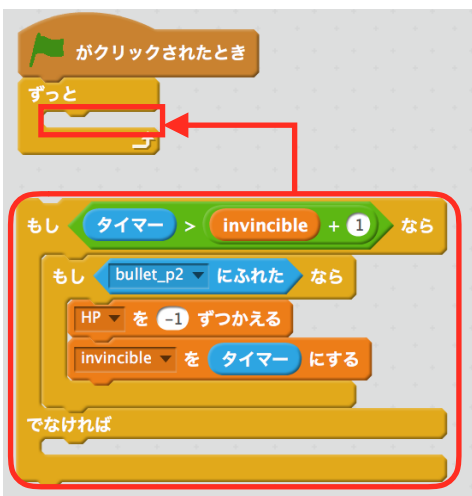 がクリックされたとき
ずっと
もし タイマー > invincible + 1 なら
もし bullet_p2 にふれた なら
HP を -1 ずつかえる
invincible を タイマー にする
でなければ